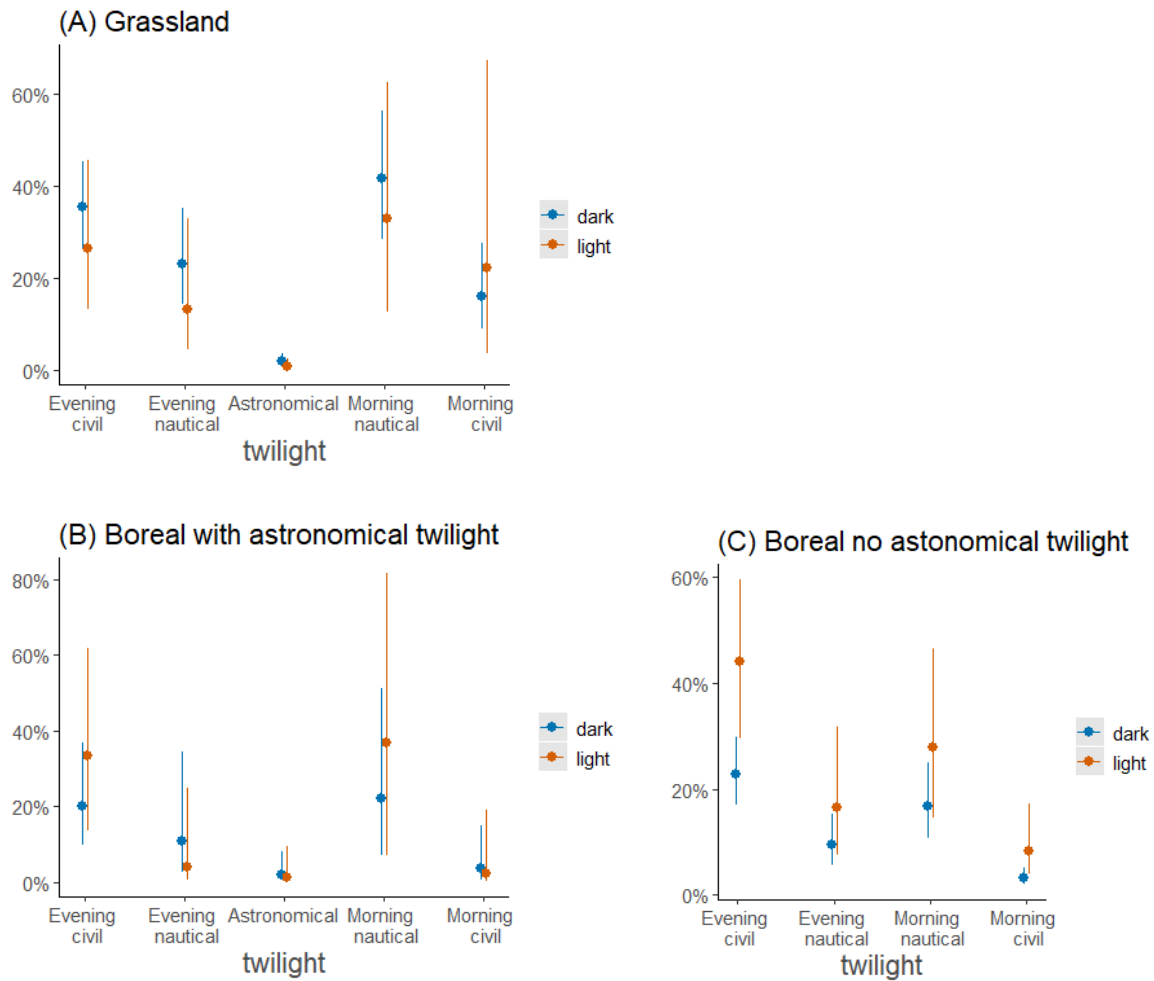 (A) Grassland
60%
40%
20%
0%
Evening Evening Astronomical Morning Morning
civil nautical nautical civil
twilight
dark
light
(B) Boreal with astronomical twilight
80%
60%
40%
20%
0%
Evening Evening Astronomical Morning Morning
civil nautical nautical civil
twilight
dark
light
(C) Boreal no astonomical twilight
60%
40%
20%
0%
Evening Evening Morning Morning
civil nautical nautical civil
twilight
dark
light